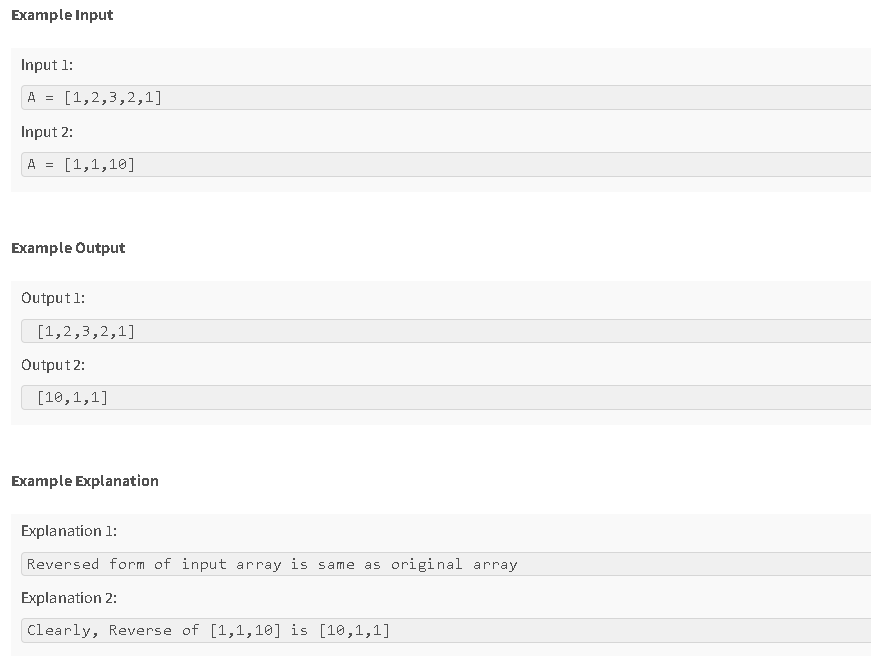 Example Input
Input 1:
A = [1,2,3,2,1]
Input 2:
A = [1,1,10]
Example Output
Output 1:
[1,2,3,2,1]
Output 2:
[10,1,1]
Example Explanation
Explanation 1:
Reversed form of input array is same as original array
Explanation 2:
Clearly, Reverse of [1,1,10] is [10,1,1]